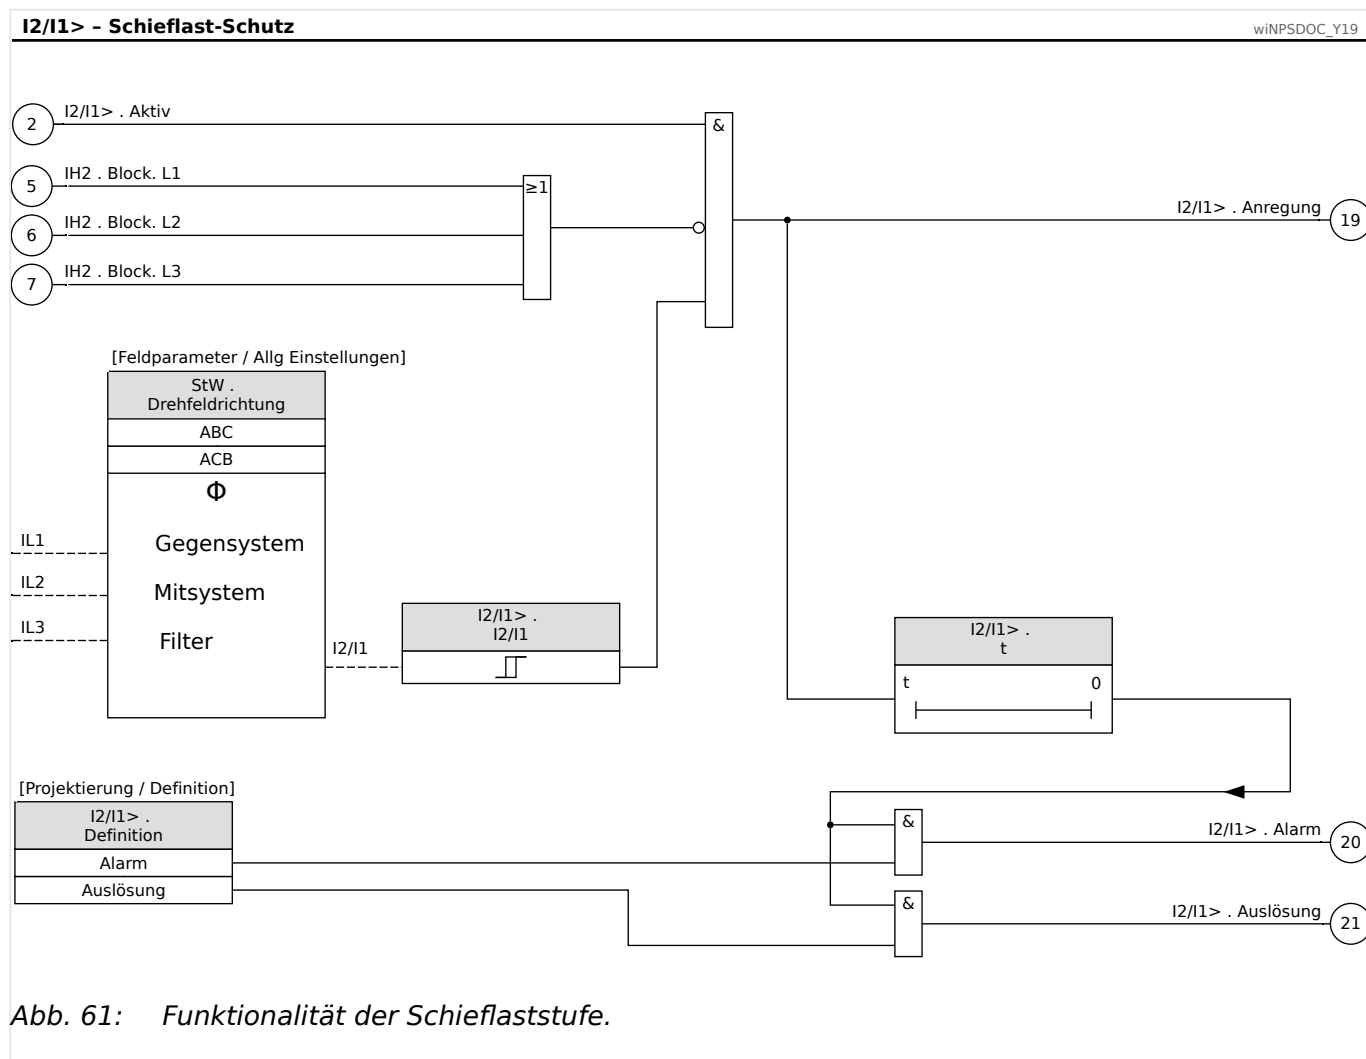 I2/I1> – Schieflast-Schutz
wiNPSDOC_Y19
2
I2/I1> . Aktiv
&
5
IH2 . Block. L1
≥1
6
IH2 . Block. L2
7
IH2 . Block. L3
I2/I1> . Anregung
19
[Feldparameter / Allg Einstellungen]
StW .
Drehfeldrichtung
ABC
ACB
Φ
Gegensystem
Mitsystem
Filter
IL1
IL2
IL3
I2/I1
I2/I1> .
I2/I1
I2/I1> .
t
t
0
[Projektierung / Definition]
I2/I1> .
Definition
Alarm
Auslösung
&
I2/I1> . Alarm
20
&
I2/I1> . Auslösung
21
Abb. 61: Funktionalität der Schieflaststufe.